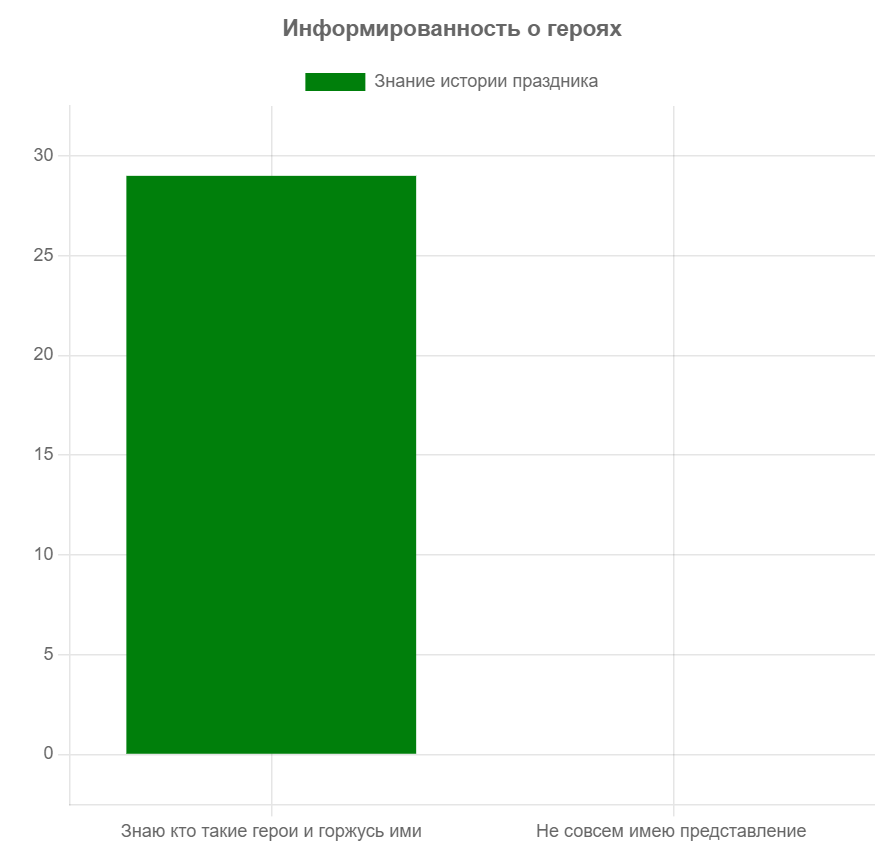 Информированность о героях
Знание истории праздника
30
25
20
15
10
5
0
Знаю кто такие герои и горжусь ими
Не совсем имею представление